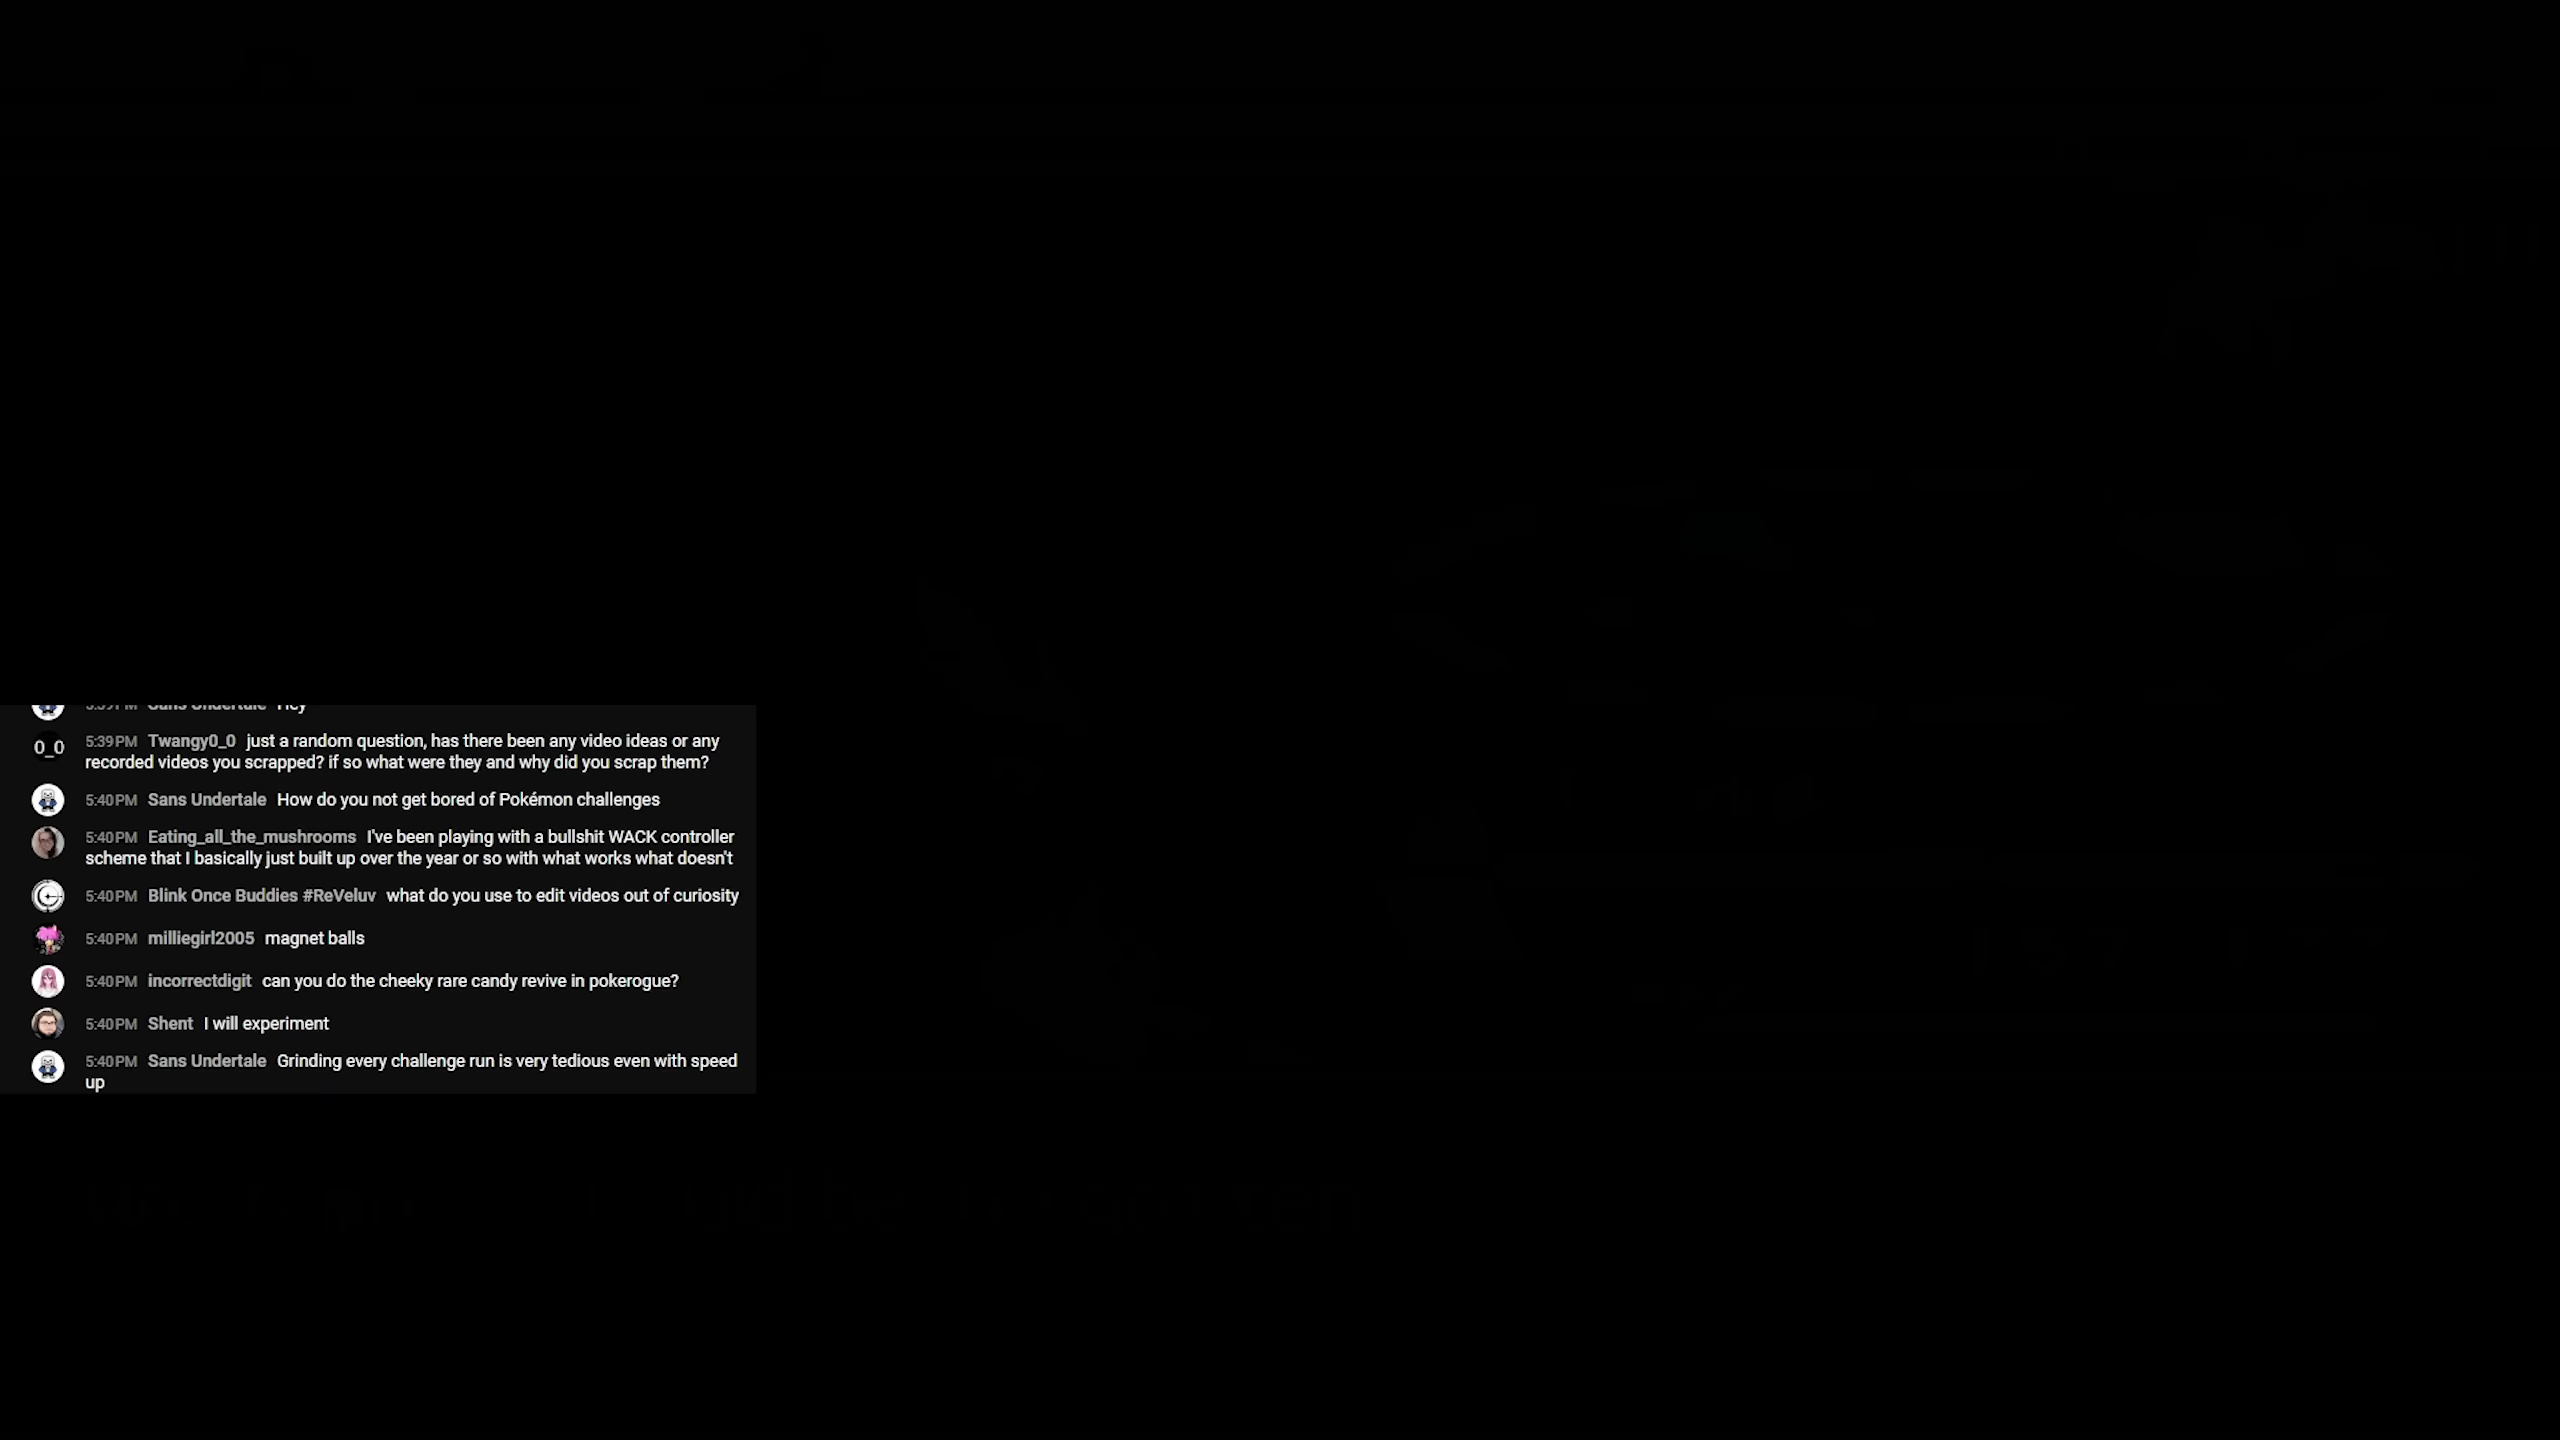 5:39PM Sans Undertale Hey
0_0 5:39PM Twangy0_0 just a random question, has there been any video ideas or any
recorded videos you scrapped? if so what were they and why did you scrap them?
5:40PM Sans Undertale How do you not get bored of Pokémon challenges
5:40PM Eating_all_the_mushrooms I've been playing with a bullshit WACK controller
scheme that I basically just built up over the year or so with what works what doesn't
5:40PM Blink Once Buddies #ReVeluv what do you use to edit videos out of curiosity
5:40PM milliegirl2005 magnet balls
5:40PM incorrectdigit can you do the cheeky rare candy revive in pokerogue?
5:40PM Shent I will experiment
5:40PM Sans Undertale Grinding every challenge run is very tedious even with speed
up